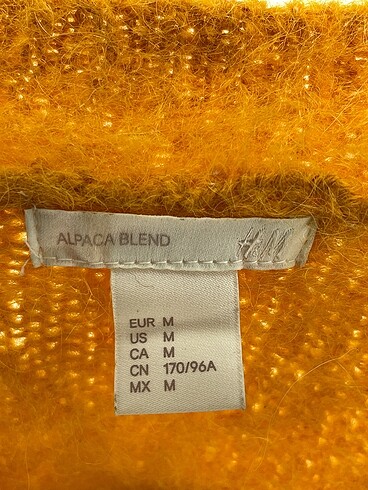 ALPACA BLEND H&M
EUR M
US M
CA M
CN 170/96A
MX M